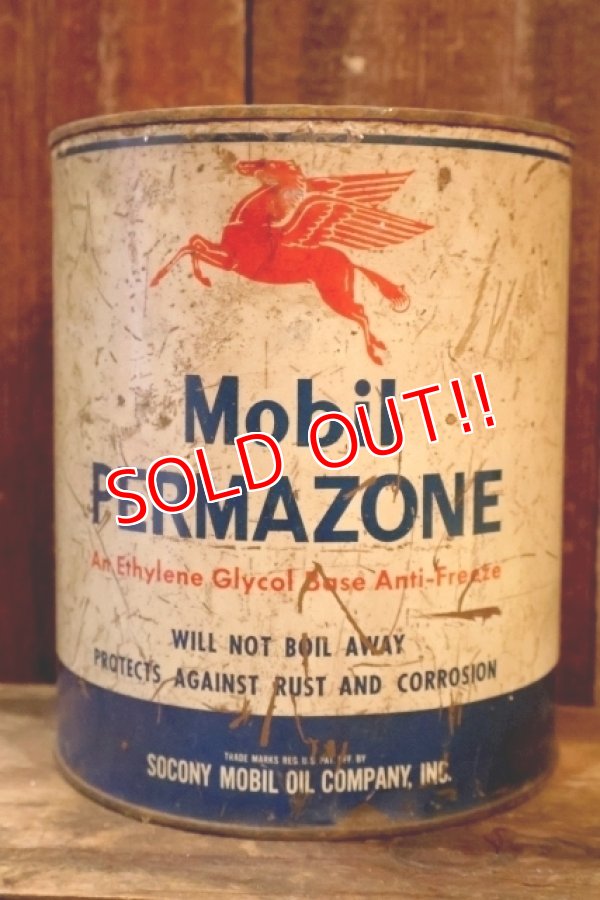 Mobil
SOLD OUT!!
PERMAZONE
An Ethylene Glycol Base Anti-Freeze
WILL NOT BOIL AWAY
PROTECTS AGAINST RUST AND CORROSION
TRADE MARKS REG. U.S. PAT. OFF. BY
SOCONY MOBIL OIL COMPANY, INC.